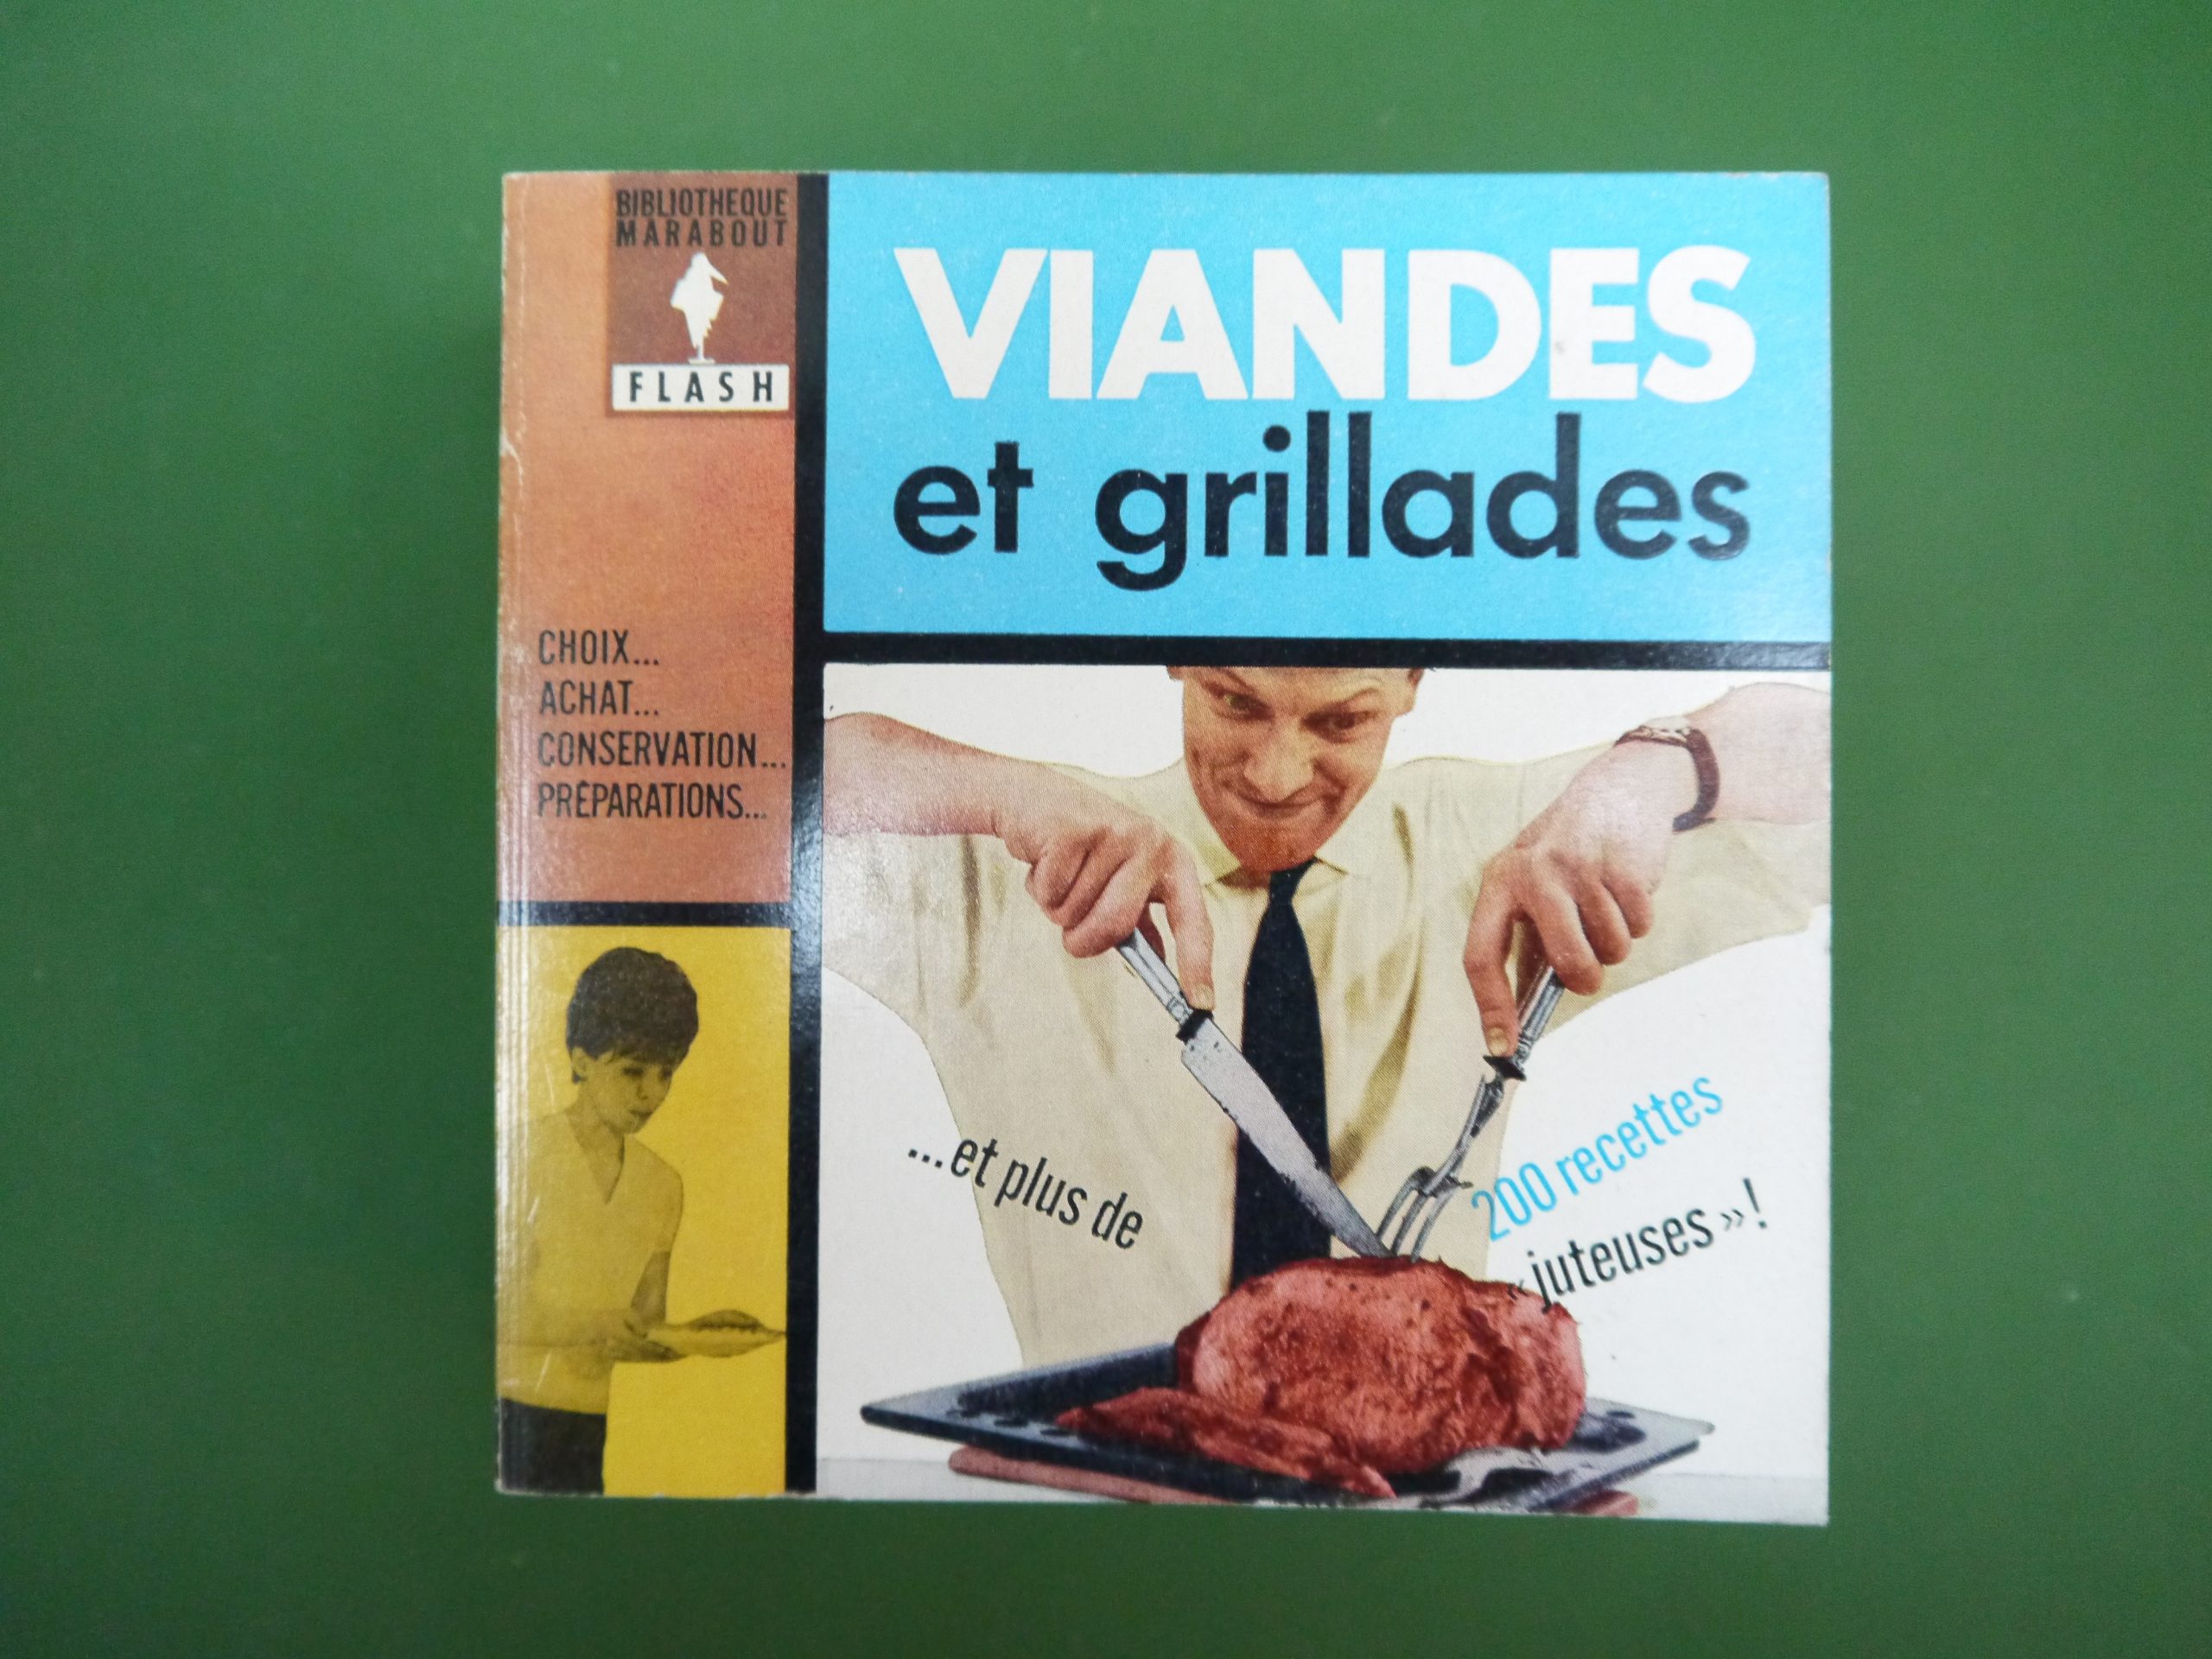 BIBLIOTHEQUE
MARABOUT
FLASH
VIANDES
et grillades
CHOIX...
ACHAT...
CONSERVATION...
PRÉPARATIONS...
...et plus de
200 recettes
«juteuses»!